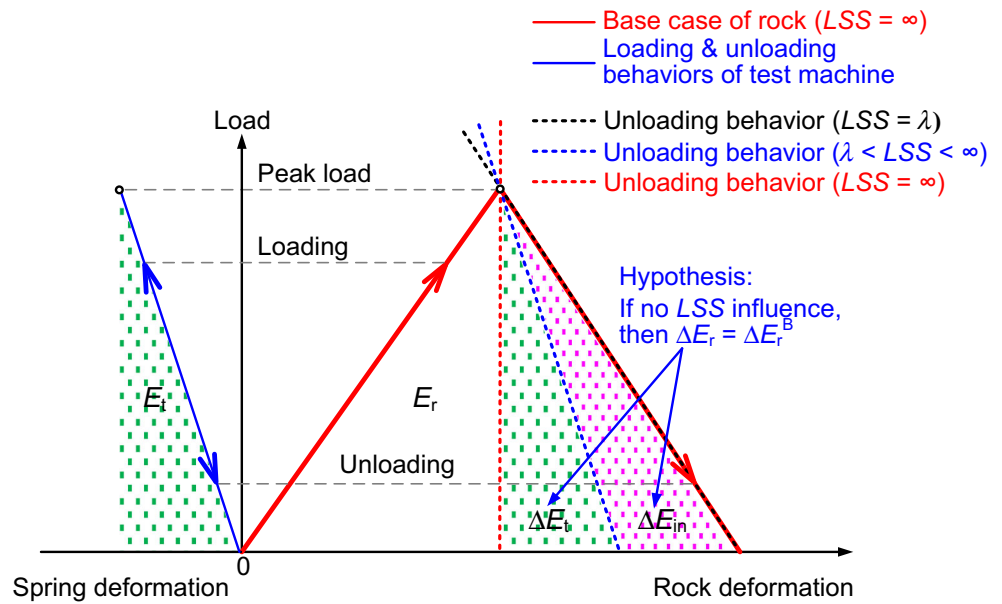 Base case of rock (LSS = ∞)
Loading & unloading
behaviors of test machine
Unloading behavior (LSS = λ)
Unloading behavior (λ < LSS < ∞)
Unloading behavior (LSS = ∞)
Load
Peak load
Loading
Hypothesis:
If no LSS influence,
then ΔEr = ΔErB
Et
Er
Unloading
ΔEt
ΔEin
0
Spring deformation
Rock deformation